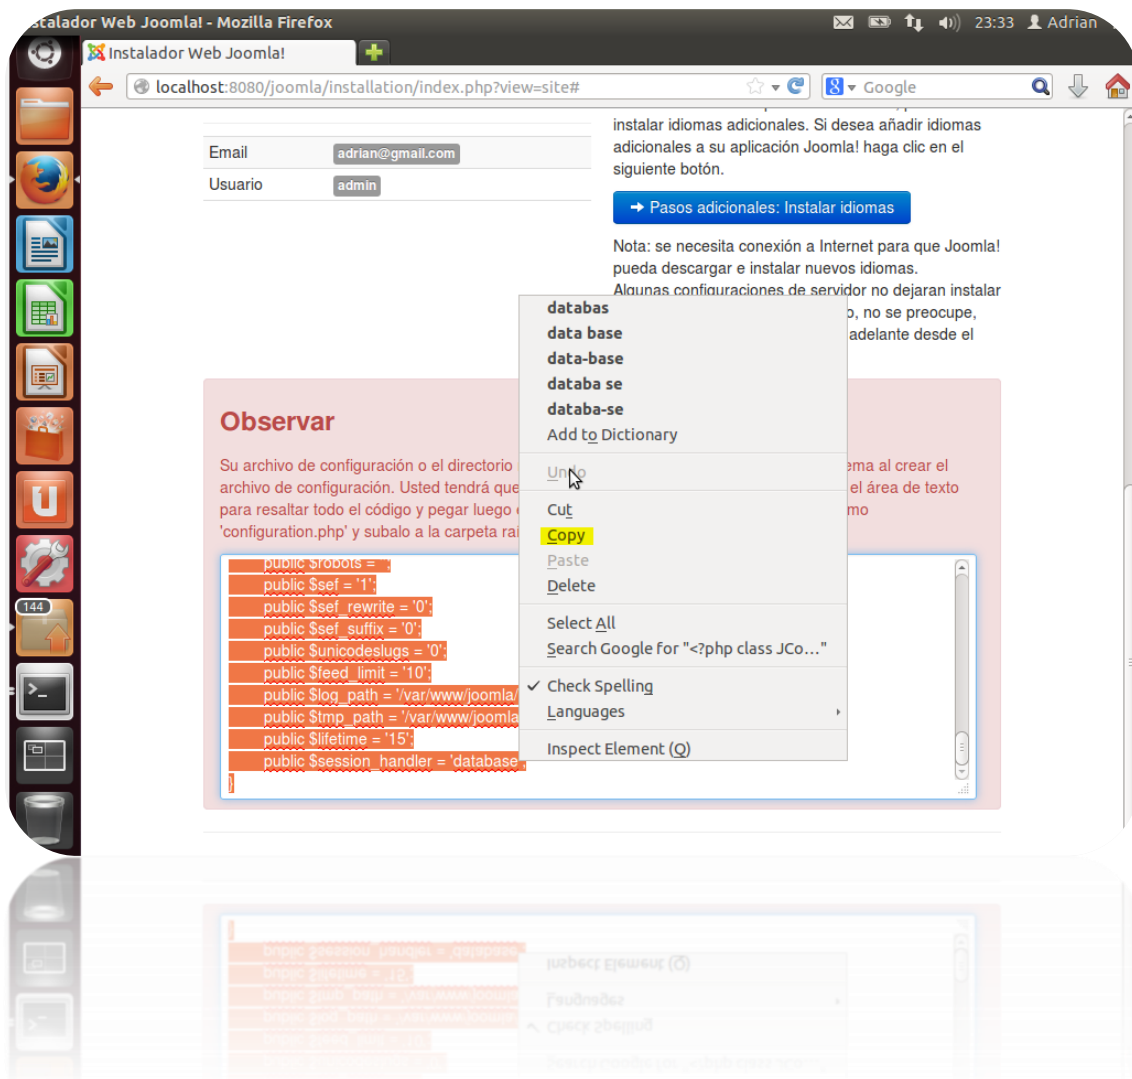 stalador Web Joomla! - Mozilla Firefox
23:33 Adrian
Instalador Web Joomla!
localhost:8080/joomla/installation/index.php?view=site#
8 Google
instalar idiomas adicionales. Si desea añadir idiomas
adicionales a su aplicación Joomla! haga clic en el
siguiente botón.
Email adrian@gmail.com
Usuario admin
➜ Pasos adicionales: Instalar idiomas
Nota: se necesita conexión a Internet para que Joomla!
pueda descargar e instalar nuevos idiomas.
Algunas configuraciones de servidor no dejaran instalar
o, no se preocupe,
adelante desde el
Observar
Su archivo de configuración o el directorio
ema al crear el
archivo de configuración. Usted tendrá que
el área de texto
para resaltar todo el código y pegar luego
mo
'configuration.php' y subalo a la carpeta raí
public $robots = '';
public $sef = '1';
public $sef_rewrite = '0';
public $sef_suffix = '0';
public $unicodeslugs = '0';
public $feed_limit = '10';
public $log_path = '/var/www/joomla/
public $tmp_path = '/var/www/joomla
public $lifetime = '15';
public $session_handler = 'database';
}
databas
data base
data-base
databa se
databa-se
Add to Dictionary
Undo
Cut
Copy
Paste
Delete
Select All
Search Google for "<?php class JCo…"
✓ Check Spelling
Languages
Inspect Element (Q)
144